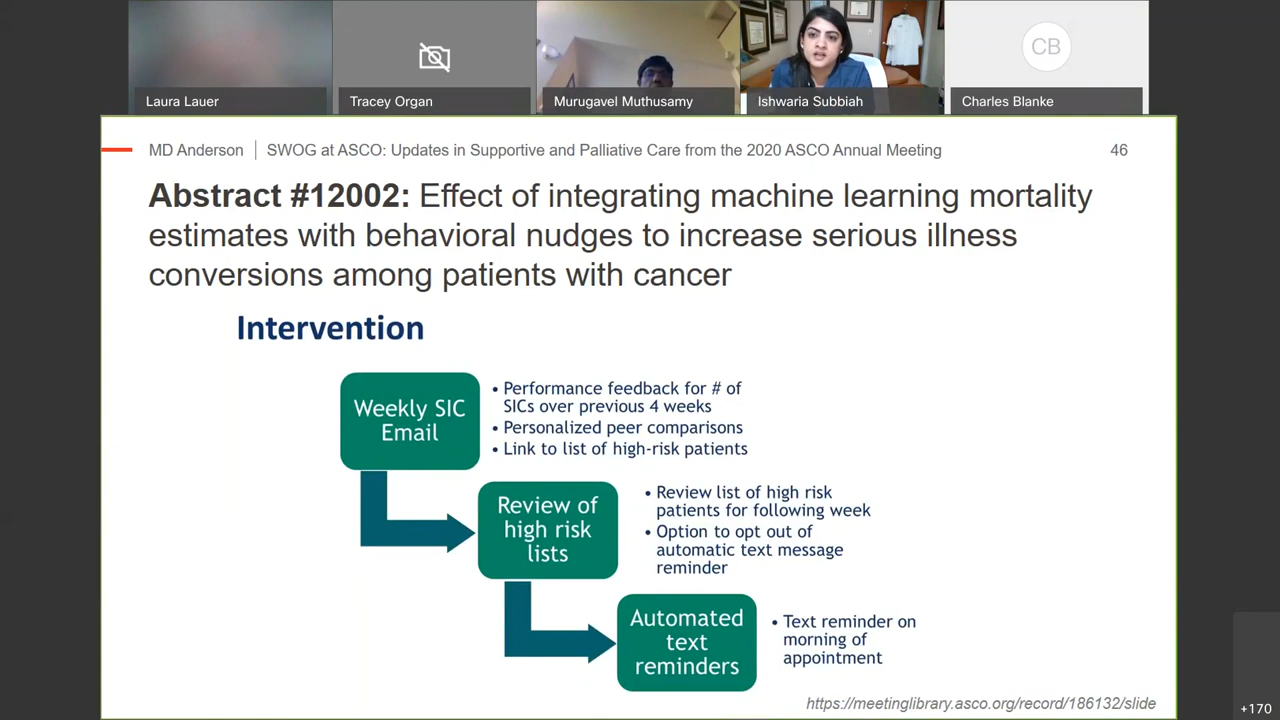 Laura Lauer
Tracey Organ
Murugavel Muthusamy
Ishwaria Subbiah
CB
Charles Blanke
MD Anderson | SWOG at ASCO: Updates in Supportive and Palliative Care from the 2020 ASCO Annual Meeting 46
Abstract #12002: Effect of integrating machine learning mortality
estimates with behavioral nudges to increase serious illness
conversions among patients with cancer
Intervention
Weekly SIC
Email
• Performance feedback for # of
SICs over previous 4 weeks
• Personalized peer comparisons
• Link to list of high-risk patients
Review of
high risk
lists
• Review list of high risk
patients for following week
• Option to opt out of
automatic text message
reminder
Automated
text
reminders
• Text reminder on
morning of
appointment
https://meetinglibrary.asco.org/record/186132/slide
+170